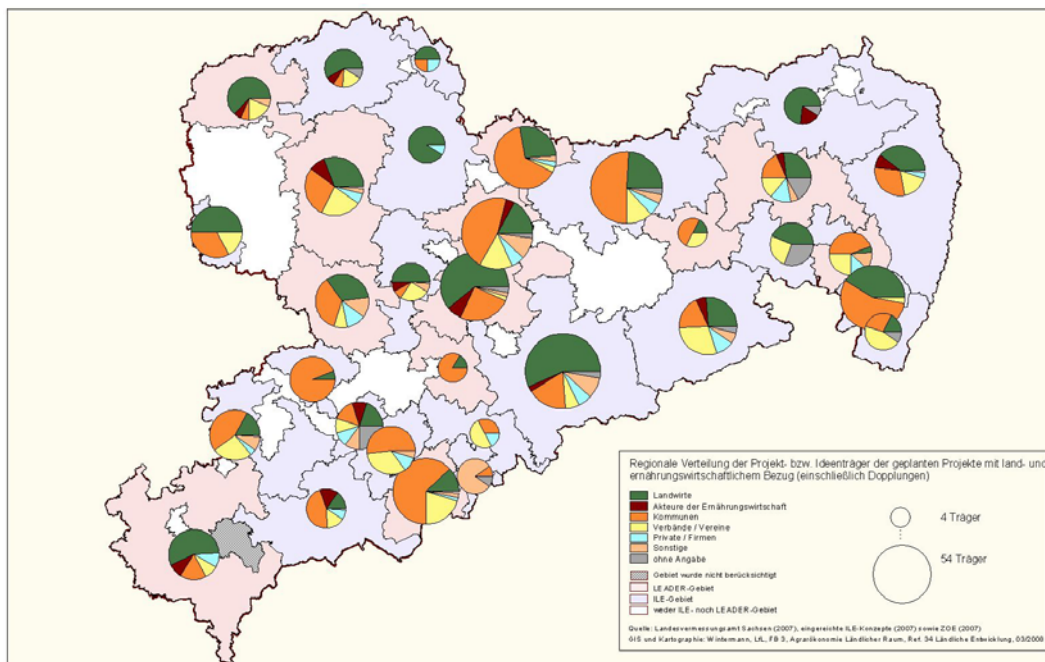 Regionale Verteilung der Projekt- bzw. Ideenträger der geplanten Projekte mit land- und
ernährungswirtschaftlichem Bezug (einschließlich Dopplungen)
Landwirte
Akteure der Ernährungswirtschaft
Kommunen
Verbände / Vereine
Private / Firmen
Sonstige
ohne Angabe
Gebiet wurde nicht berücksichtigt
LEADER-Gebiet
ILE-Gebiet
weder ILE- noch LEADER-Gebiet
4 Träger
54 Träger
Quelle: Landesvermessungsamt Sachsen (2007), eingereichte ILE-Konzepte (2007) sowie ZOE (2007)
GIS und Kartographie: Wintermann, LfL, FB 3, Agrarökonomie Ländlicher Raum, Ref. 34 Ländliche Entwicklung, 03/2008